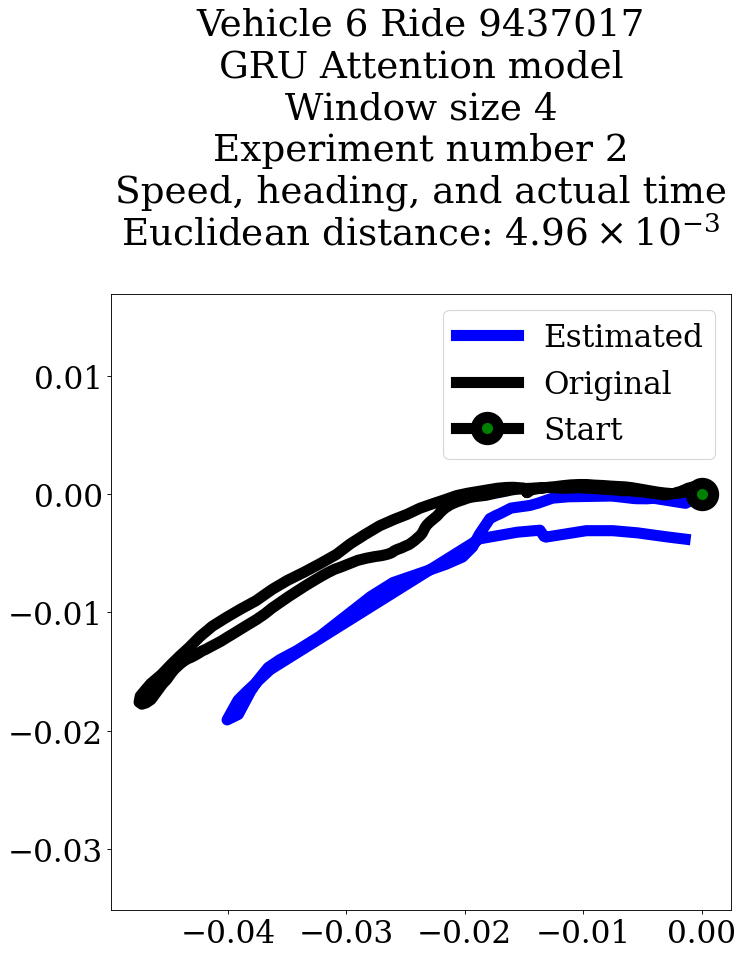 Vehicle 6 Ride 9437017
GRU Attention model
Window size 4
Experiment number 2
Speed, heading, and actual time
Euclidean distance: 4.96 × 10⁻³
Estimated
Original
Start
0.01
0.00
−0.01
−0.02
−0.03
−0.04 −0.03 −0.02 −0.01 0.00